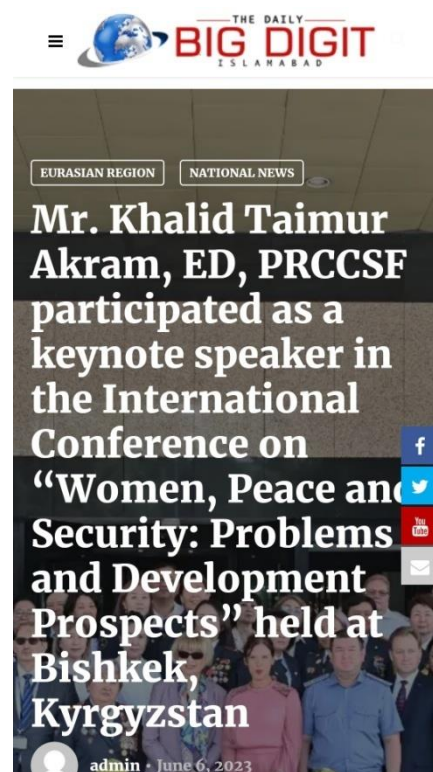 THE DAILY
BIG DIGIT
ISLAMABAD
EURASIAN REGION NATIONAL NEWS
Mr. Khalid Taimur
Akram, ED, PRCCSF
participated as a
keynote speaker in
the International
Conference on
“Women, Peace and
Security: Problems
and Development
Prospects” held at
Bishkek,
Kyrgyzstan
admin • June 6, 2023
f
You
Tube